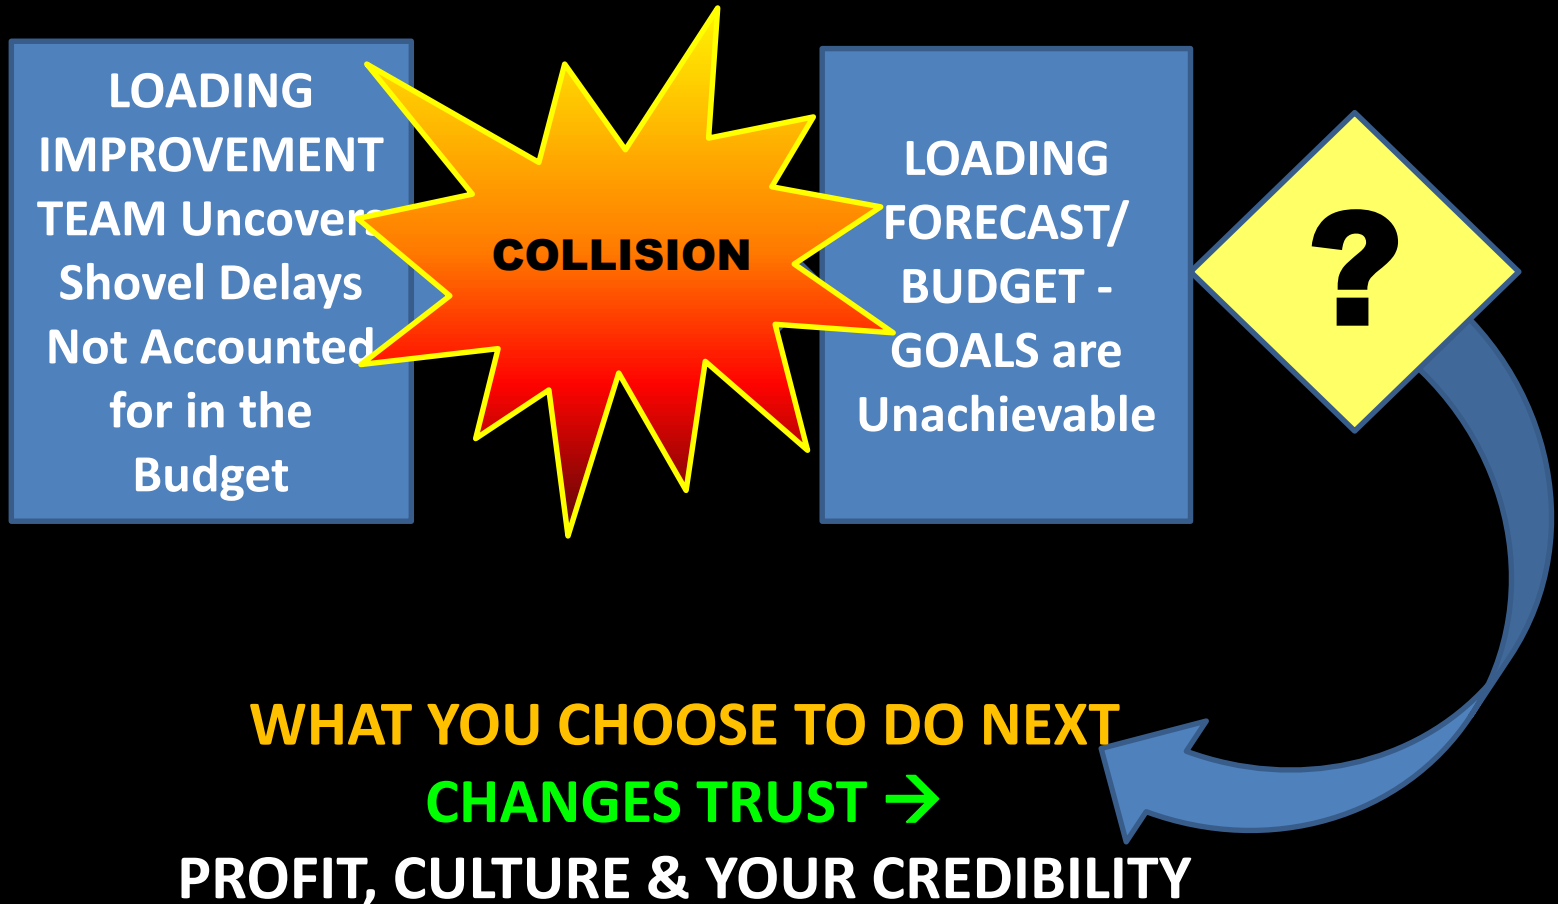 LOADING
IMPROVEMENT
TEAM Uncovers
Shovel Delays
Not Accounted
for in the
Budget
COLLISION
LOADING
FORECAST/
BUDGET -
GOALS are
Unachievable
?
WHAT YOU CHOOSE TO DO NEXT
CHANGES TRUST →
PROFIT, CULTURE & YOUR CREDIBILITY